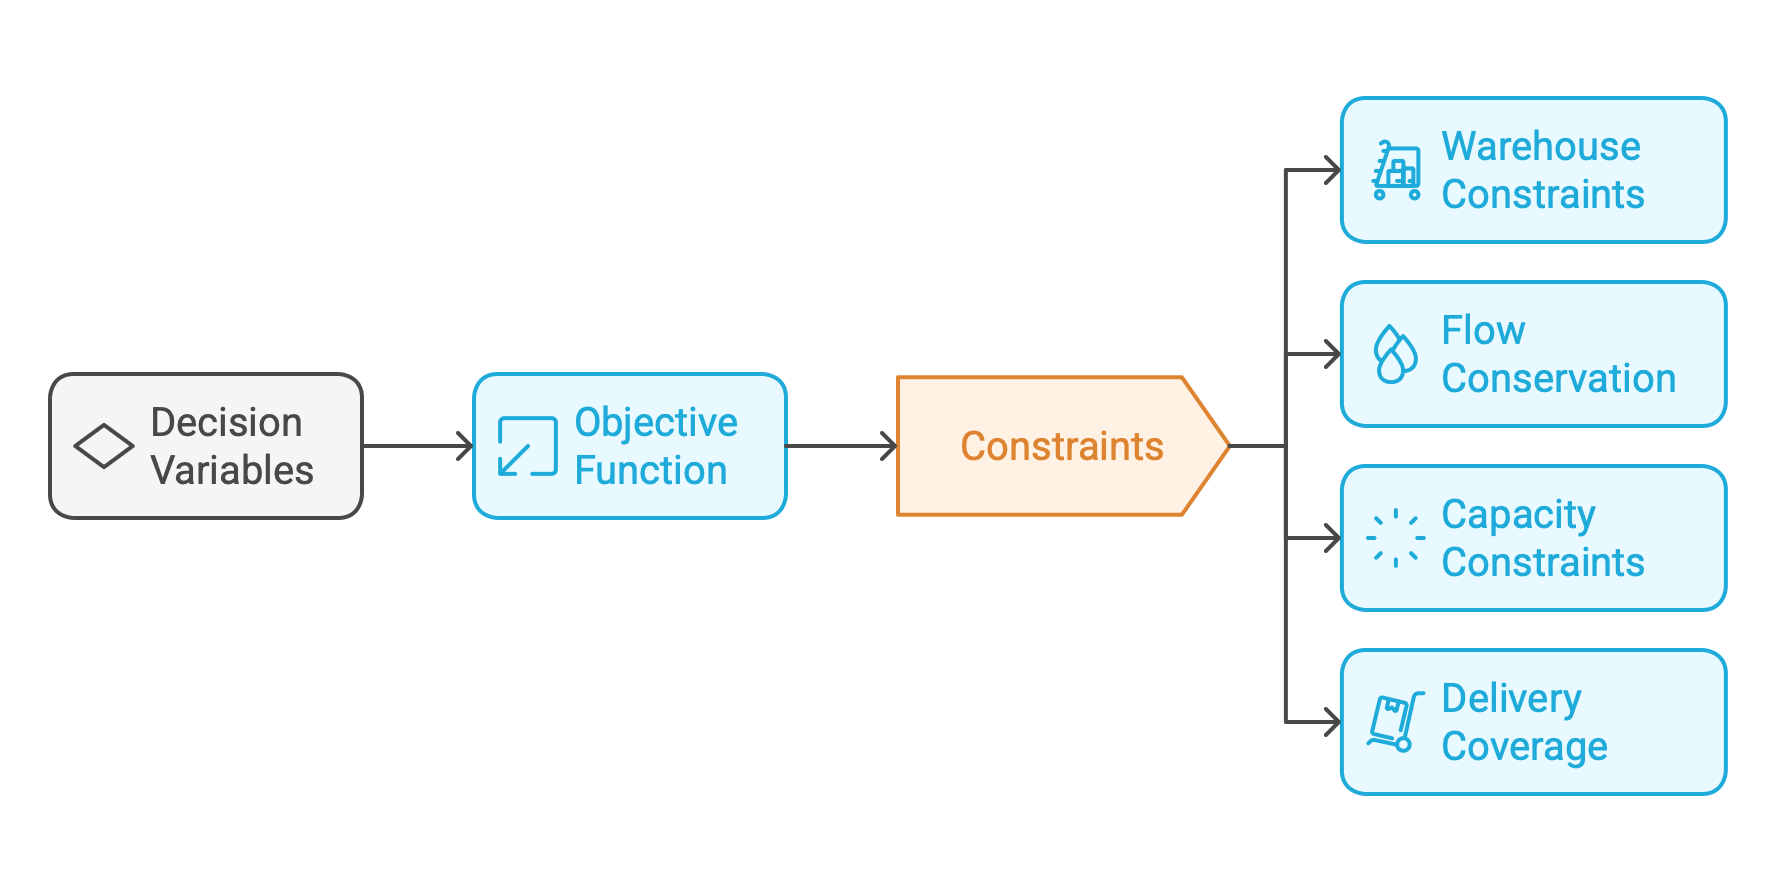 Decision
Variables
Objective
Function
Constraints
Warehouse
Constraints
Flow
Conservation
Capacity
Constraints
Delivery
Coverage